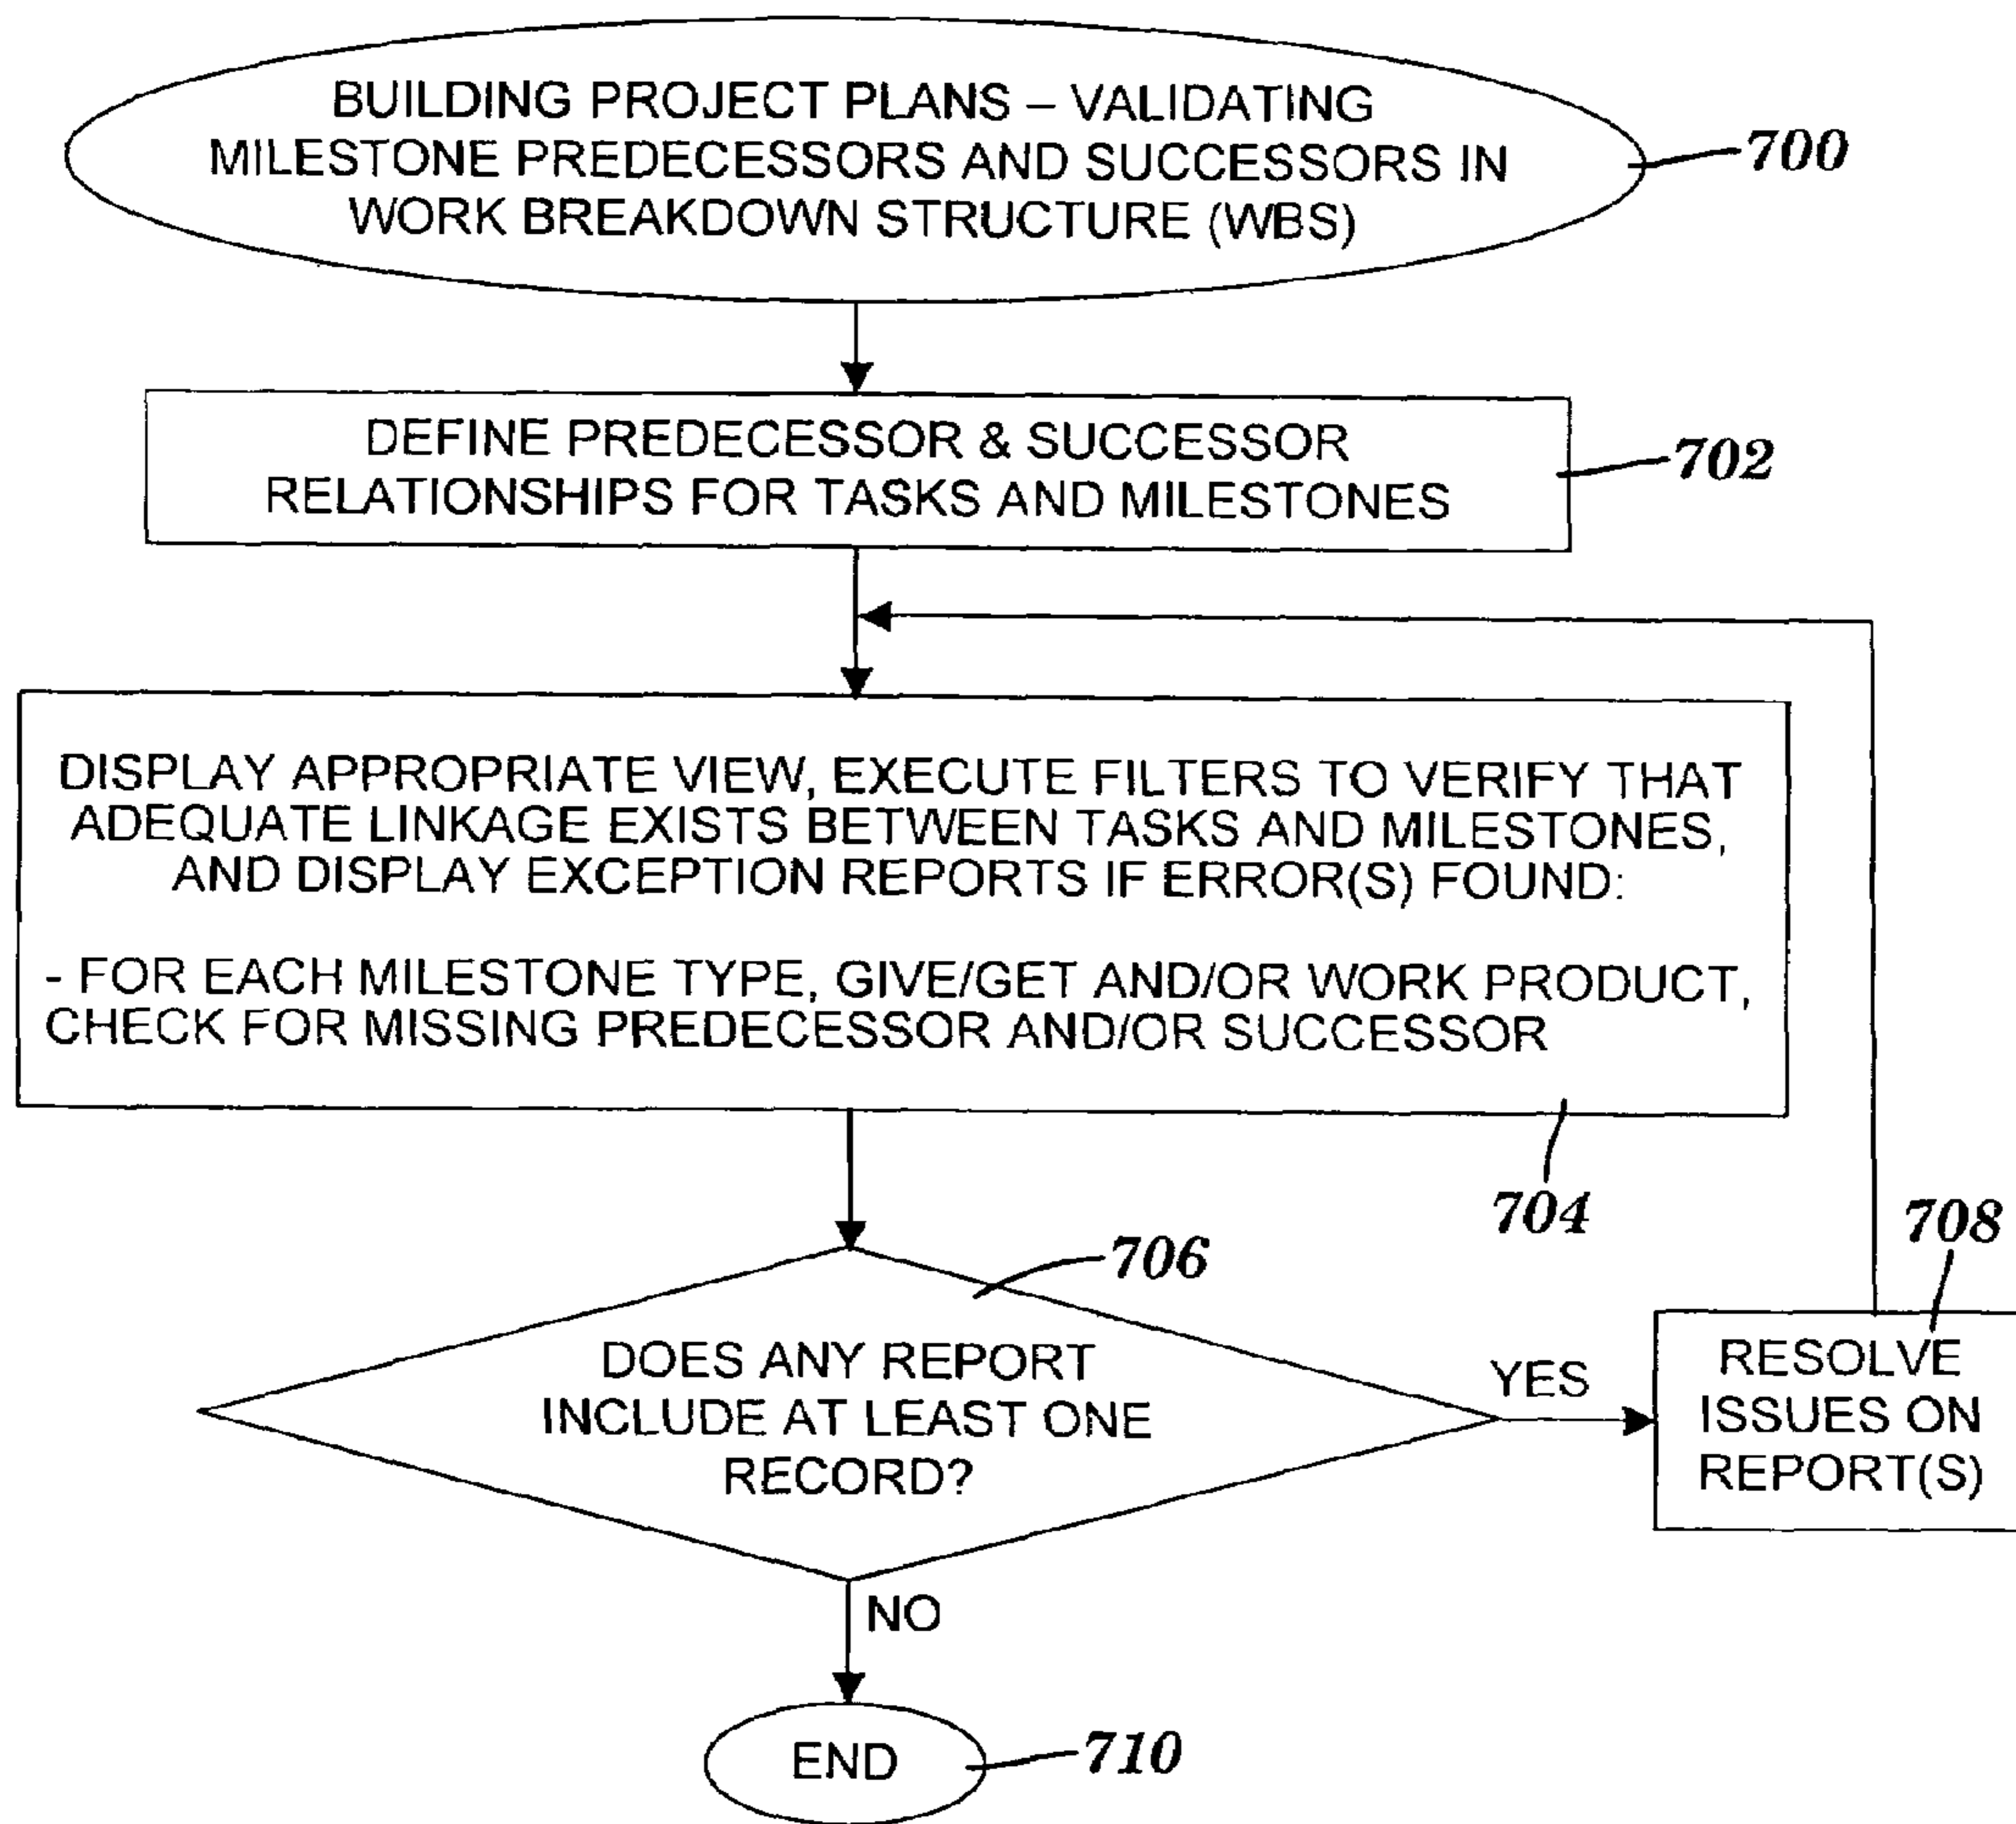 BUILDING PROJECT PLANS – VALIDATING
MILESTONE PREDECESSORS AND SUCCESSORS IN
WORK BREAKDOWN STRUCTURE (WBS)
700
DEFINE PREDECESSOR & SUCCESSOR
RELATIONSHIPS FOR TASKS AND MILESTONES
702
DISPLAY APPROPRIATE VIEW, EXECUTE FILTERS TO VERIFY THAT
ADEQUATE LINKAGE EXISTS BETWEEN TASKS AND MILESTONES,
AND DISPLAY EXCEPTION REPORTS IF ERROR(S) FOUND:
- FOR EACH MILESTONE TYPE, GIVE/GET AND/OR WORK PRODUCT,
CHECK FOR MISSING PREDECESSOR AND/OR SUCCESSOR
704
706
DOES ANY REPORT
INCLUDE AT LEAST ONE
RECORD?
YES
708
RESOLVE
ISSUES ON
REPORT(S)
NO
END
710